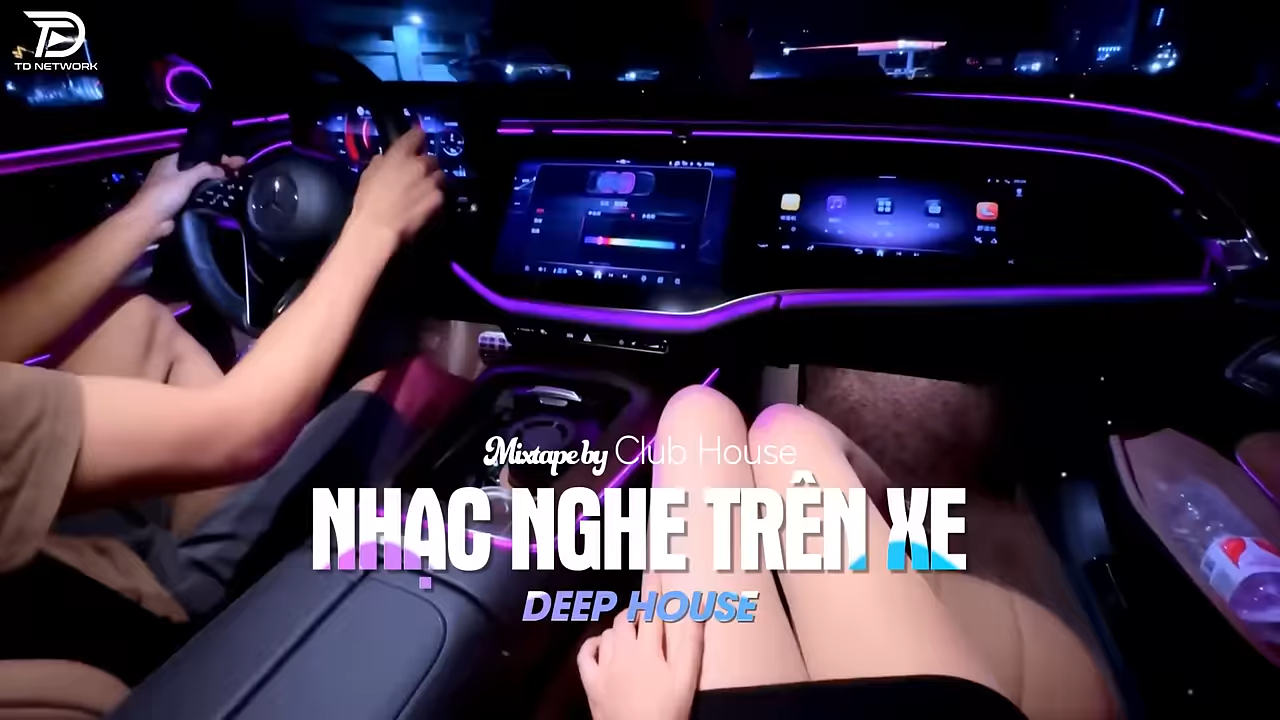 TD NETWORK
Mixtape by Club House
NHẠC NGHE TRÊN XE
DEEP HOUSE